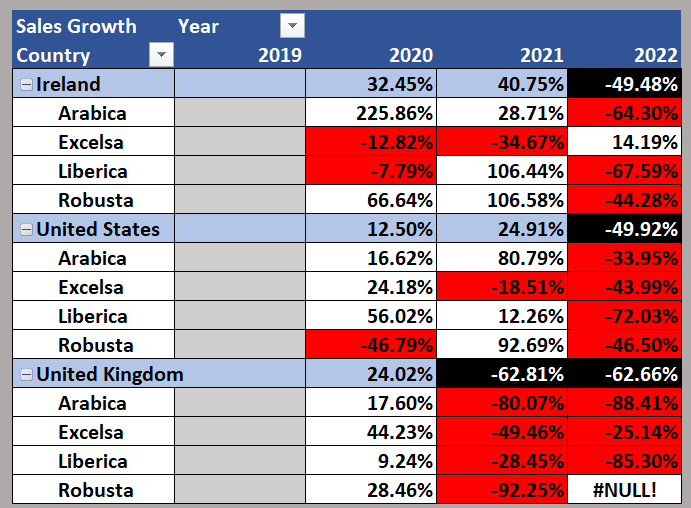 Sales Growth Year
Country 2019 2020 2021 2022
Ireland 32.45% 40.75% -49.48%
Arabica 225.86% 28.71% -64.30%
Excelsa -12.82% -34.67% 14.19%
Liberica -7.79% 106.44% -67.59%
Robusta 66.64% 106.58% -44.28%
United States 12.50% 24.91% -49.92%
Arabica 16.62% 80.79% -33.95%
Excelsa 24.18% -18.51% -43.99%
Liberica 56.02% 12.26% -72.03%
Robusta -46.79% 92.69% -46.50%
United Kingdom 24.02% -62.81% -62.66%
Arabica 17.60% -80.07% -88.41%
Excelsa 44.23% -49.46% -25.14%
Liberica 9.24% -28.45% -85.30%
Robusta 28.46% -92.25% #NULL!